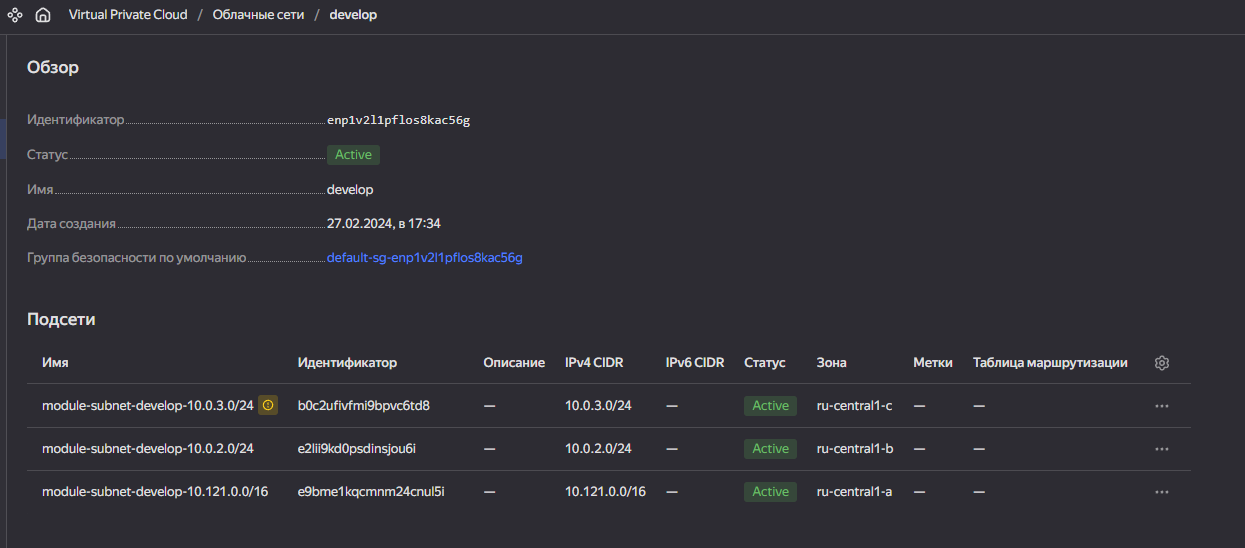 Virtual Private Cloud / Облачные сети / develop
Обзор
Идентификатор enp1v2l1pflos8kac56g
Статус Active
Имя develop
Дата создания 27.02.2024, в 17:34
Группа безопасности по умолчанию default-sg-enp1v2l1pflos8kac56g
Подсети
Имя Идентификатор Описание IPv4 CIDR IPv6 CIDR Статус Зона Метки Таблица маршрутизации
module-subnet-develop-10.0.3.0/24 b0c2ufivfmi9bpvc6td8 — 10.0.3.0/24 — Active ru-central1-c — —
module-subnet-develop-10.0.2.0/24 e2lii9kd0psdinsjou6i — 10.0.2.0/24 — Active ru-central1-b — —
module-subnet-develop-10.121.0.0/16 e9bme1kqcmnm24cnul5i — 10.121.0.0/16 — Active ru-central1-a — —